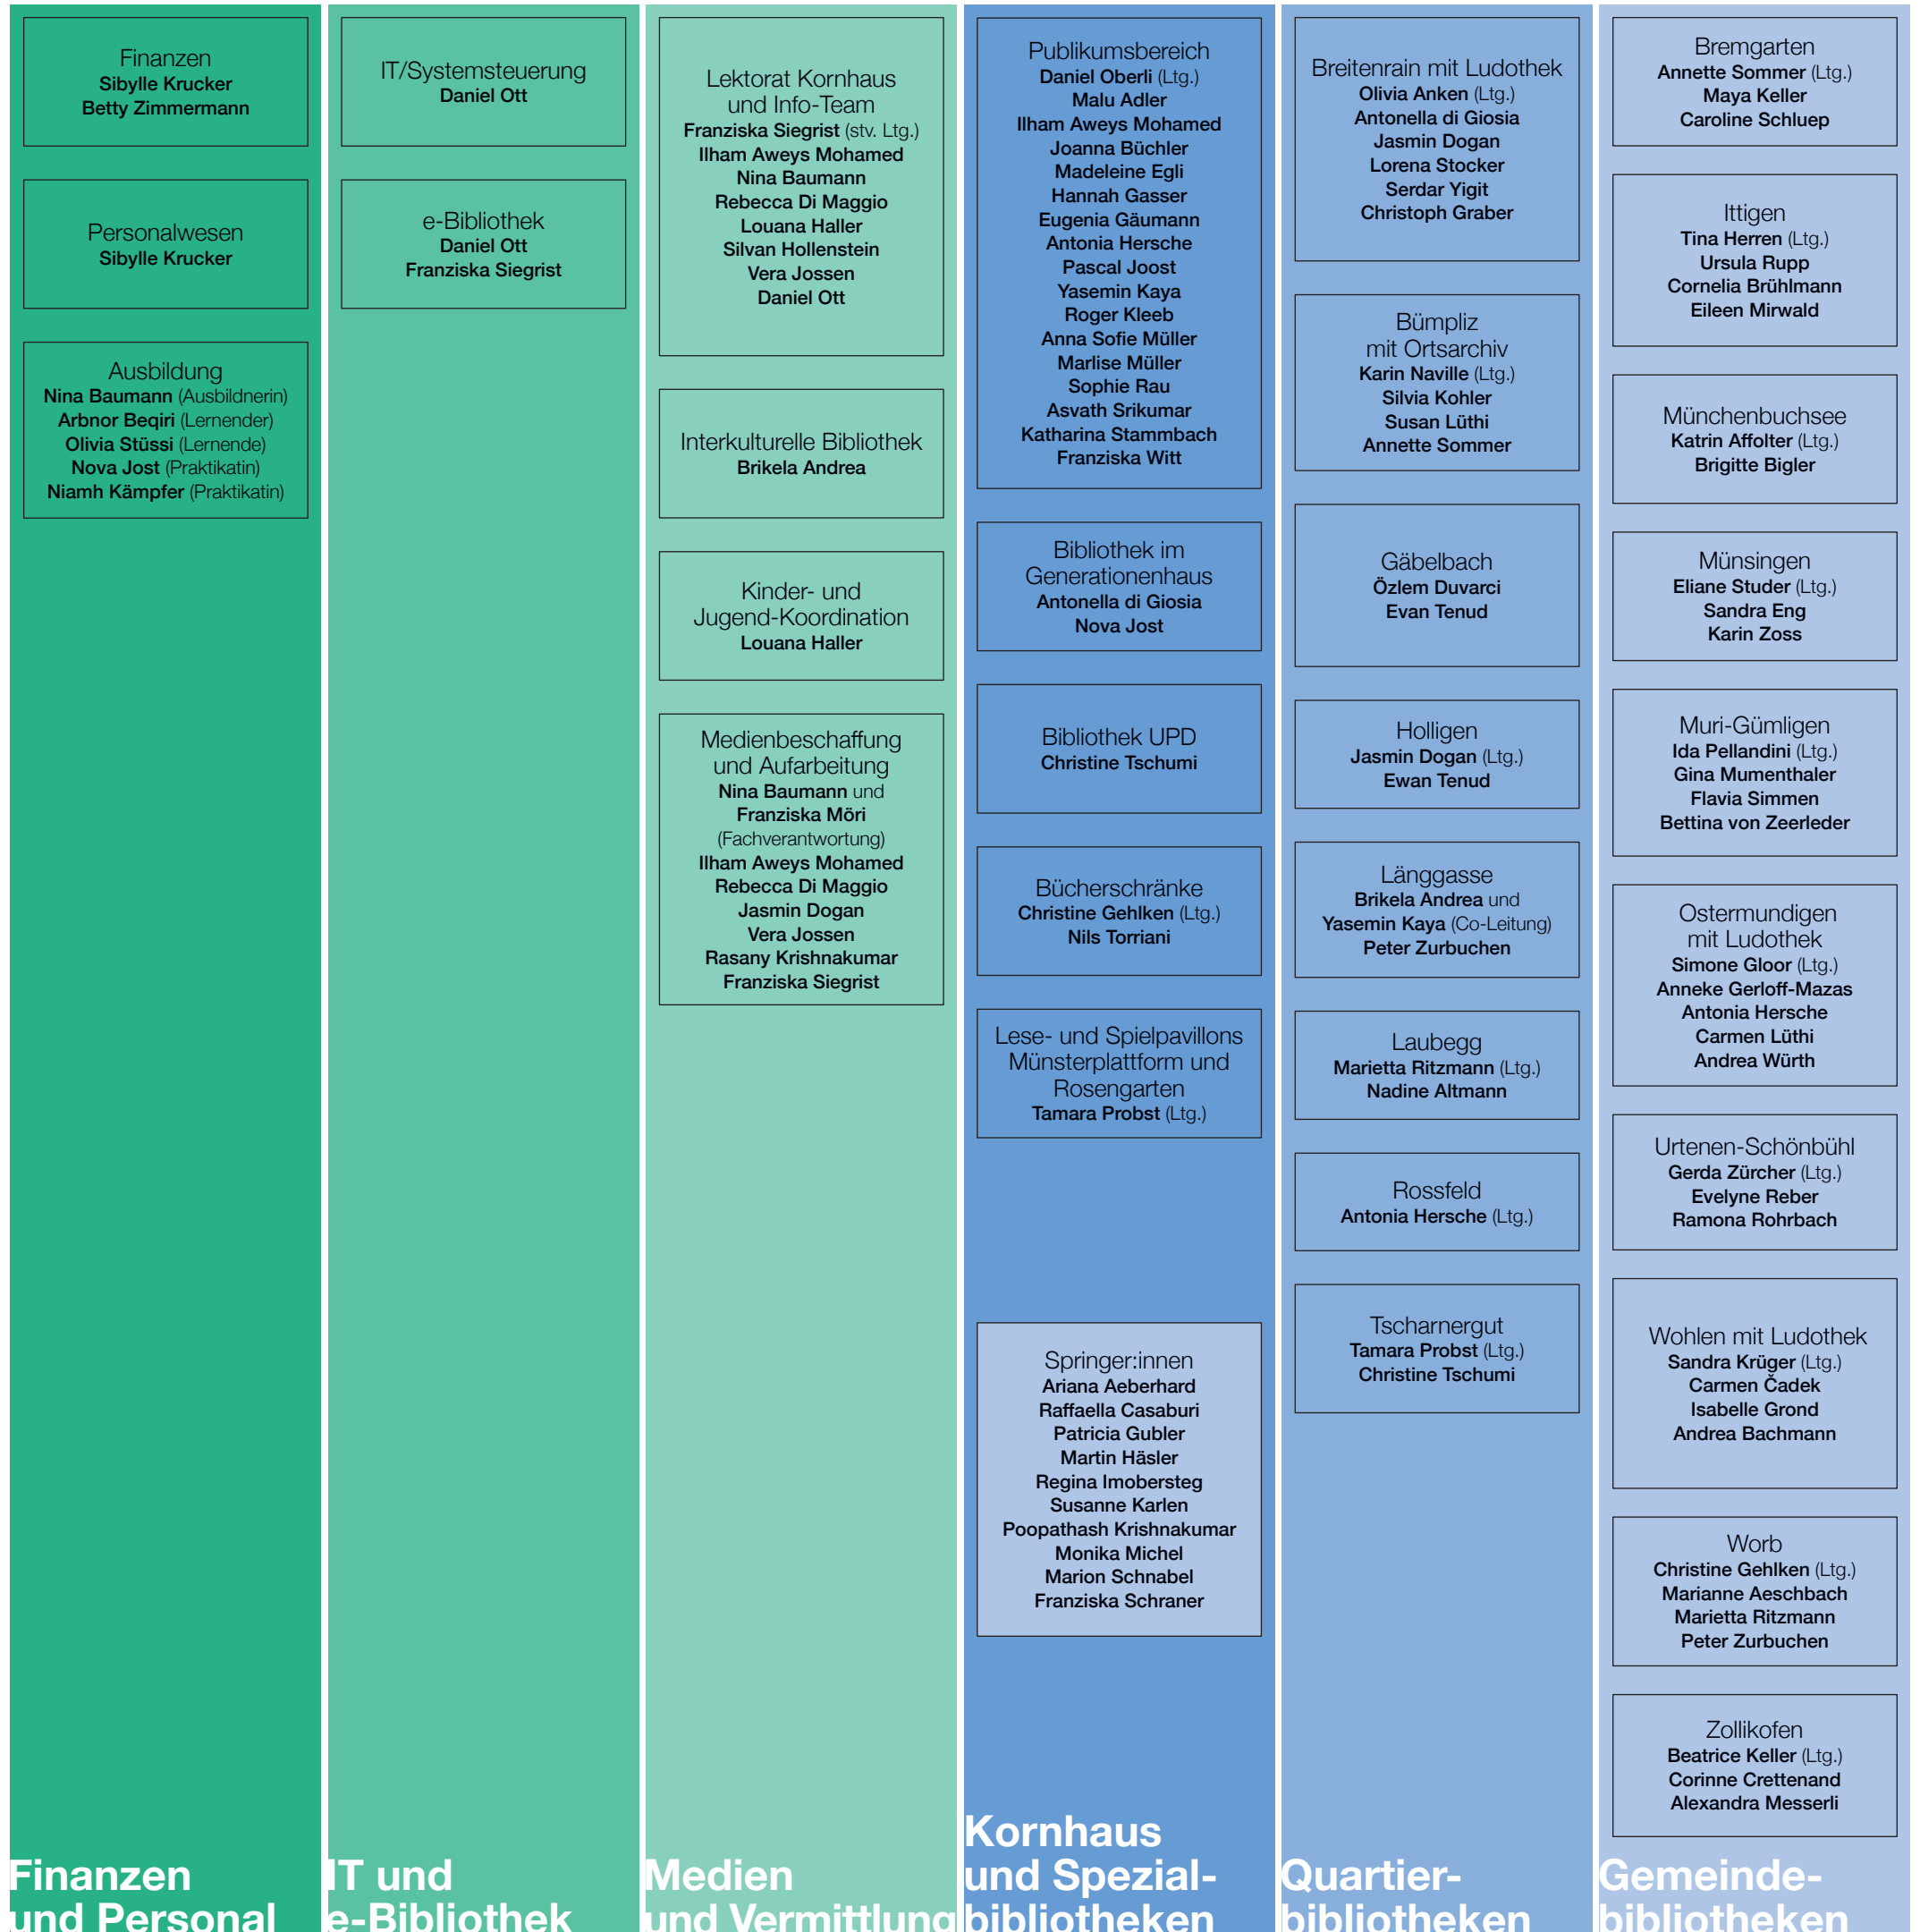 Finanzen
Sibylle Krucker
Betty Zimmermann
Personalwesen
Sibylle Krucker
Ausbildung
Nina Baumann (Ausbildnerin)
Arbnor Beqiri (Lernender)
Olivia Stüssi (Lernende)
Nova Jost (Praktikatin)
Niamh Kämpfer (Praktikatin)
Finanzen
und Personal
IT/Systemsteuerung
Daniel Ott
e-Bibliothek
Daniel Ott
Franziska Siegrist
IT und
e-Bibliothek
Lektorat Kornhaus
und Info-Team
Franziska Siegrist (stv. Ltg.)
Ilham Aweys Mohamed
Nina Baumann
Rebecca Di Maggio
Louana Haller
Silvan Hollenstein
Vera Jossen
Daniel Ott
Interkulturelle Bibliothek
Brikela Andrea
Kinder- und
Jugend-Koordination
Louana Haller
Medienbeschaffung
und Aufarbeitung
Nina Baumann und
Franziska Möri
(Fachverantwortung)
Ilham Aweys Mohamed
Rebecca Di Maggio
Jasmin Dogan
Vera Jossen
Rasany Krishnakumar
Franziska Siegrist
Medien
und Vermittlung
Publikumsbereich
Daniel Oberli (Ltg.)
Malu Adler
Ilham Aweys Mohamed
Joanna Büchler
Madeleine Egli
Hannah Gasser
Eugenia Gäumann
Antonia Hersche
Pascal Joost
Yasemin Kaya
Roger Kleeb
Anna Sofie Müller
Marlise Müller
Sophie Rau
Asvath Srikumar
Katharina Stammbach
Franziska Witt
Bibliothek im
Generationenhaus
Antonella di Giosia
Nova Jost
Bibliothek UPD
Christine Tschumi
Bücherschränke
Christine Gehlken (Ltg.)
Nils Torriani
Lese- und Spielpavillons
Münsterplattform und
Rosengarten
Tamara Probst (Ltg.)
Springer:innen
Ariana Aeberhard
Raffaella Casaburi
Patricia Gubler
Martin Häsler
Regina Imobersteg
Susanne Karlen
Poopathash Krishnakumar
Monika Michel
Marion Schnabel
Franziska Schraner
Kornhaus
und Spezial-
bibliotheken
Breitenrain mit Ludothek
Olivia Anken (Ltg.)
Antonella di Giosia
Jasmin Dogan
Lorena Stocker
Serdar Yigit
Christoph Graber
Bümpliz
mit Ortsarchiv
Karin Naville (Ltg.)
Silvia Kohler
Susan Lüthi
Annette Sommer
Gäbelbach
Özlem Duvarci
Evan Tenud
Holligen
Jasmin Dogan (Ltg.)
Ewan Tenud
Länggasse
Brikela Andrea und
Yasemin Kaya (Co-Leitung)
Peter Zurbuchen
Laubegg
Marietta Ritzmann (Ltg.)
Nadine Altmann
Rossfeld
Antonia Hersche (Ltg.)
Tscharnergut
Tamara Probst (Ltg.)
Christine Tschumi
Quartier-
bibliotheken
Bremgarten
Annette Sommer (Ltg.)
Maya Keller
Caroline Schluep
Ittigen
Tina Herren (Ltg.)
Ursula Rupp
Cornelia Brühlmann
Eileen Mirwald
Münchenbuchsee
Katrin Affolter (Ltg.)
Brigitte Bigler
Münsingen
Eliane Studer (Ltg.)
Sandra Eng
Karin Zoss
Muri-Gümligen
Ida Pellandini (Ltg.)
Gina Mumenthaler
Flavia Simmen
Bettina von Zeerleder
Ostermundigen
mit Ludothek
Simone Gloor (Ltg.)
Anneke Gerloff-Mazas
Antonia Hersche
Carmen Lüthi
Andrea Würth
Urtenen-Schönbühl
Gerda Zürcher (Ltg.)
Evelyne Reber
Ramona Rohrbach
Wohlen mit Ludothek
Sandra Krüger (Ltg.)
Carmen Čadek
Isabelle Grond
Andrea Bachmann
Worb
Christine Gehlken (Ltg.)
Marianne Aeschbach
Marietta Ritzmann
Peter Zurbuchen
Zollikofen
Beatrice Keller (Ltg.)
Corinne Crettenand
Alexandra Messerli
Gemeinde-
bibliotheken